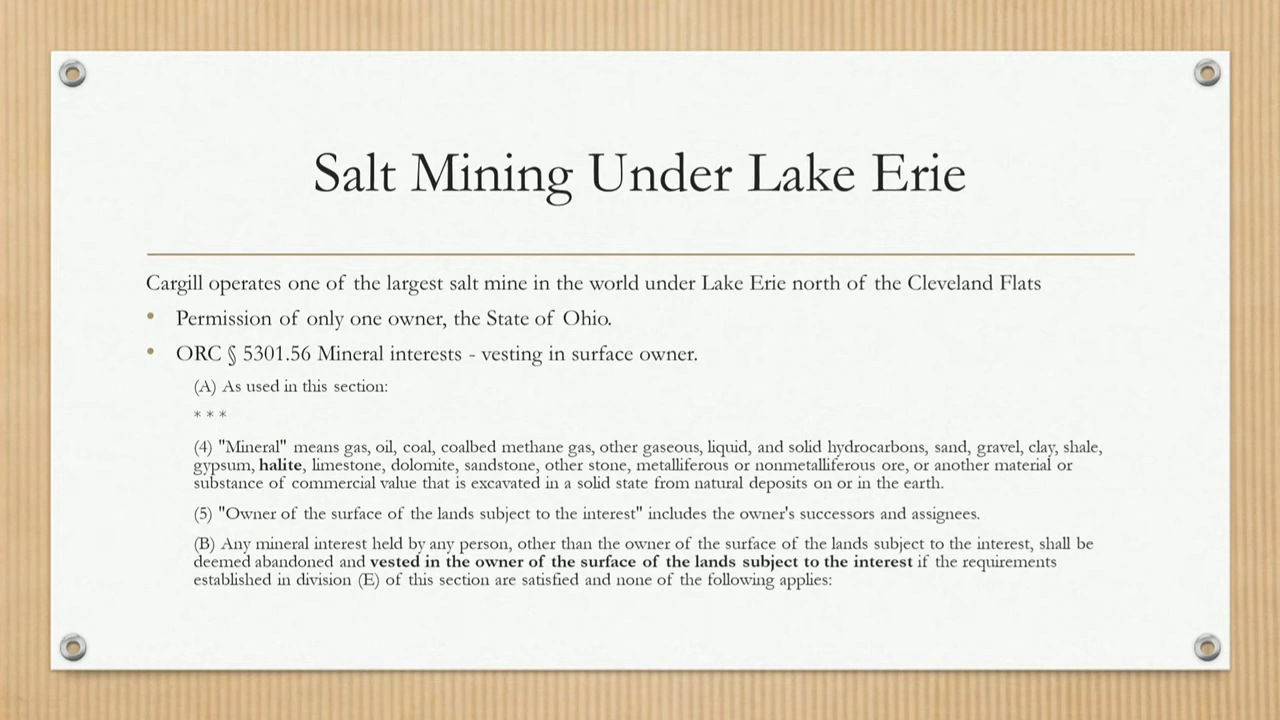 Salt Mining Under Lake Erie
Cargill operates one of the largest salt mine in the world under Lake Erie north of the Cleveland Flats
• Permission of only one owner, the State of Ohio.
• ORC § 5301.56 Mineral interests - vesting in surface owner.
(A) As used in this section:
* * *
(4) "Mineral" means gas, oil, coal, coalbed methane gas, other gaseous, liquid, and solid hydrocarbons, sand, gravel, clay, shale,
gypsum, halite, limestone, dolomite, sandstone, other stone, metalliferous or nonmetalliferous ore, or another material or
substance of commercial value that is excavated in a solid state from natural deposits on or in the earth.
(5) "Owner of the surface of the lands subject to the interest" includes the owner's successors and assignees.
(B) Any mineral interest held by any person, other than the owner of the surface of the lands subject to the interest, shall be
deemed abandoned and vested in the owner of the surface of the lands subject to the interest if the requirements
established in division (E) of this section are satisfied and none of the following applies: